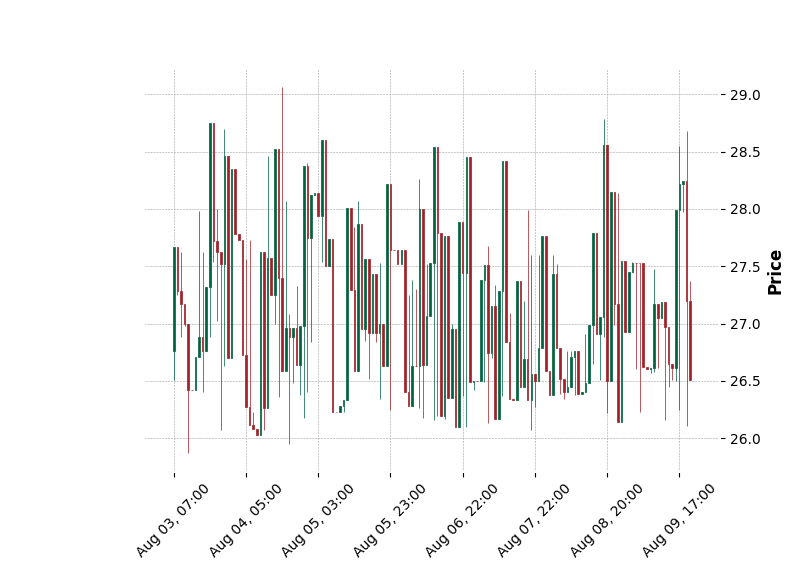 29.0
28.5
28.0
27.5
27.0
26.5
26.0
Price
Aug 03, 07:00
Aug 04, 05:00
Aug 05, 03:00
Aug 05, 23:00
Aug 06, 22:00
Aug 07, 22:00
Aug 08, 20:00
Aug 09, 17:00